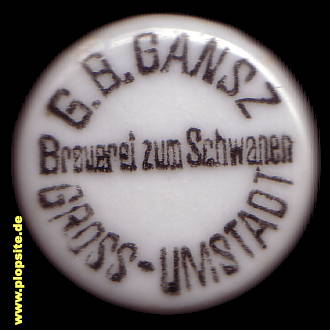 G.B.GANSZ
Brauerei zum Schwanen
GROSS-UMSTADT
© www.plopsite.de